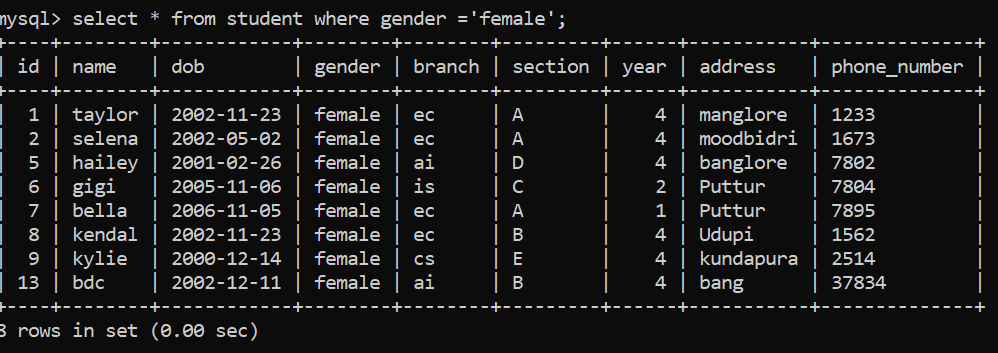 mysql> select * from student where gender ='female';
+----+--------+------------+--------+--------+---------+------+-----------+--------------+
| id | name   | dob        | gender | branch | section | year | address   | phone_number |
+----+--------+------------+--------+--------+---------+------+-----------+--------------+
|  1 | taylor | 2002-11-23 | female | ec     | A       |    4 | manglore  | 1233         |
|  2 | selena | 2002-05-02 | female | ec     | A       |    4 | moodbidri | 1673         |
|  5 | hailey | 2001-02-26 | female | ai     | D       |    4 | banglore  | 7802         |
|  6 | gigi   | 2005-11-06 | female | is     | C       |    2 | Puttur    | 7804         |
|  7 | bella  | 2006-11-05 | female | ec     | A       |    1 | Puttur    | 7895         |
|  8 | kendal | 2002-11-23 | female | ec     | B       |    4 | Udupi     | 1562         |
|  9 | kylie  | 2000-12-14 | female | cs     | E       |    4 | kundapura | 2514         |
| 13 | bdc    | 2002-12-11 | female | ai     | B       |    4 | bang      | 37834        |
+----+--------+------------+--------+--------+---------+------+-----------+--------------+
8 rows in set (0.00 sec)